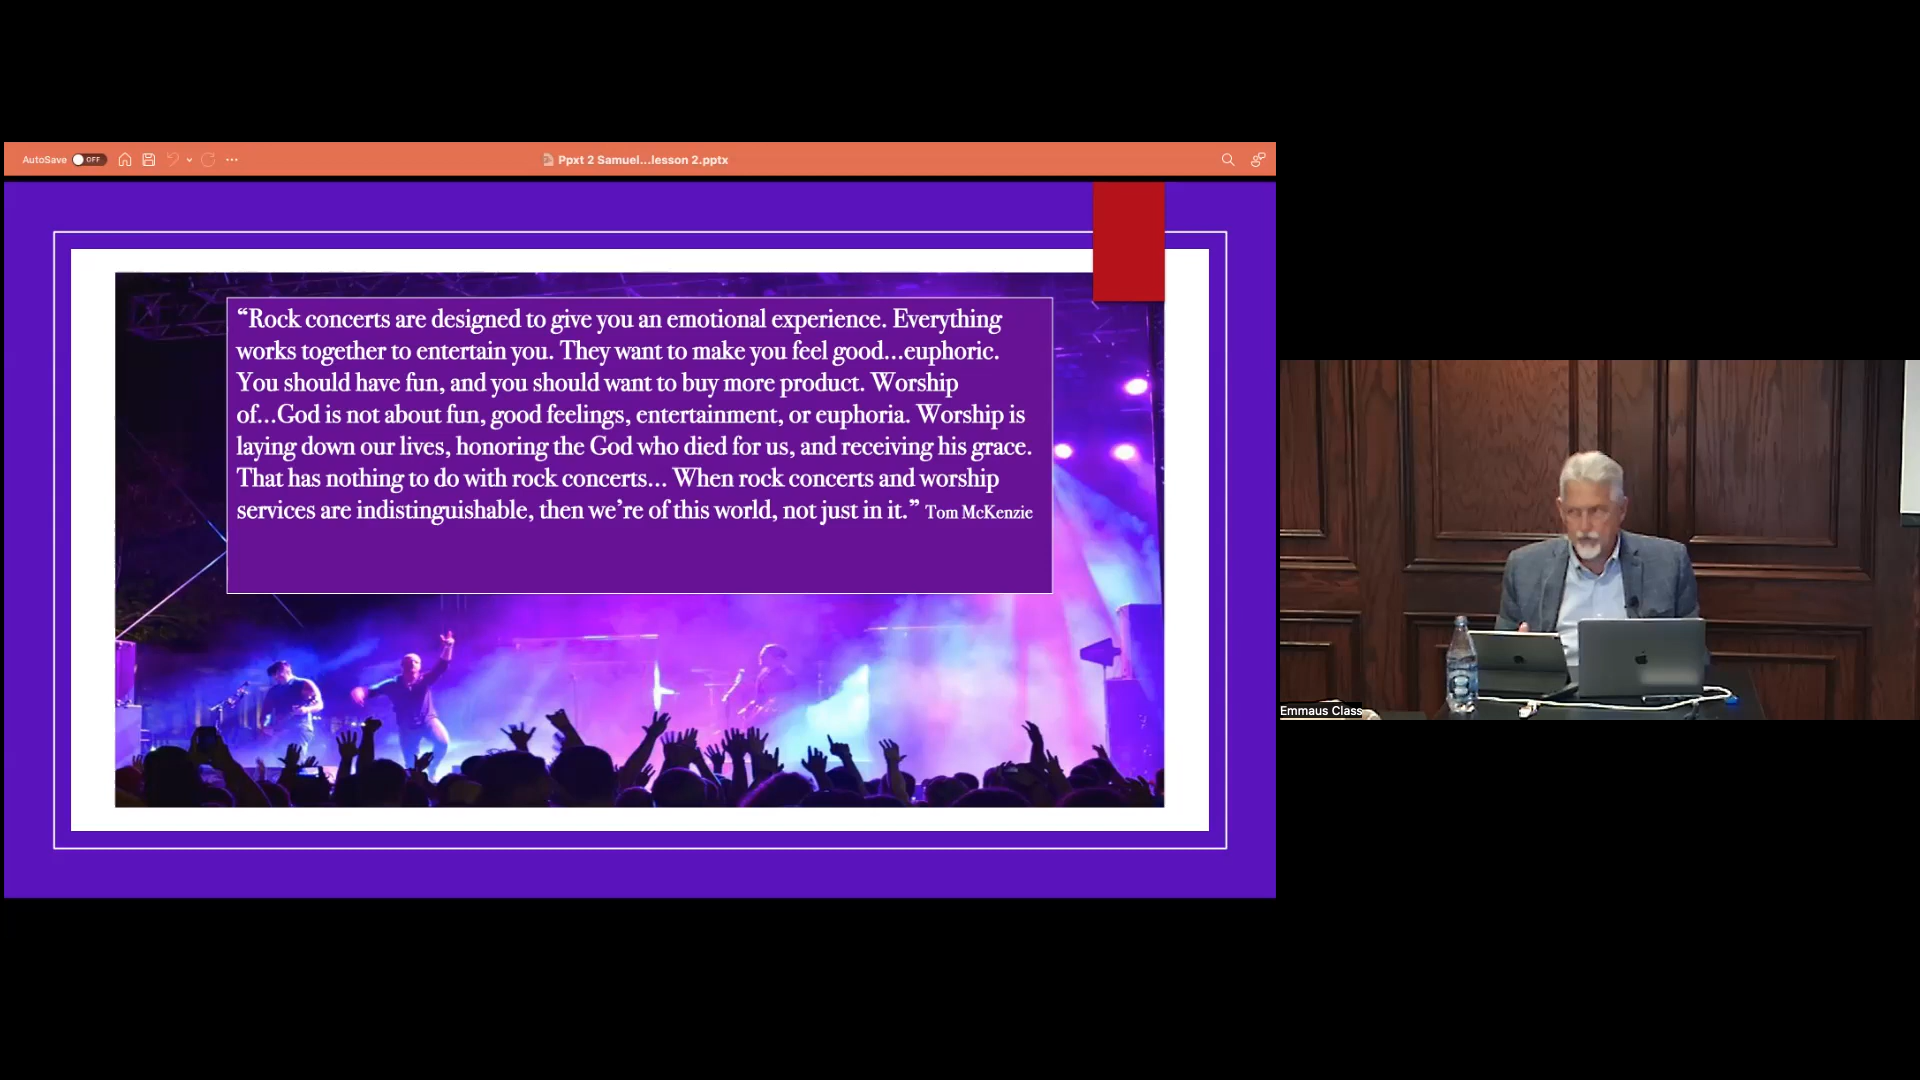 AutoSave OFF
Ppxt 2 Samuel...lesson 2.pptx
“Rock concerts are designed to give you an emotional experience. Everything
works together to entertain you. They want to make you feel good...euphoric.
You should have fun, and you should want to buy more product. Worship
of...God is not about fun, good feelings, entertainment, or euphoria. Worship is
laying down our lives, honoring the God who died for us, and receiving his grace.
That has nothing to do with rock concerts... When rock concerts and worship
services are indistinguishable, then we’re of this world, not just in it.” Tom McKenzie
Emmaus Class